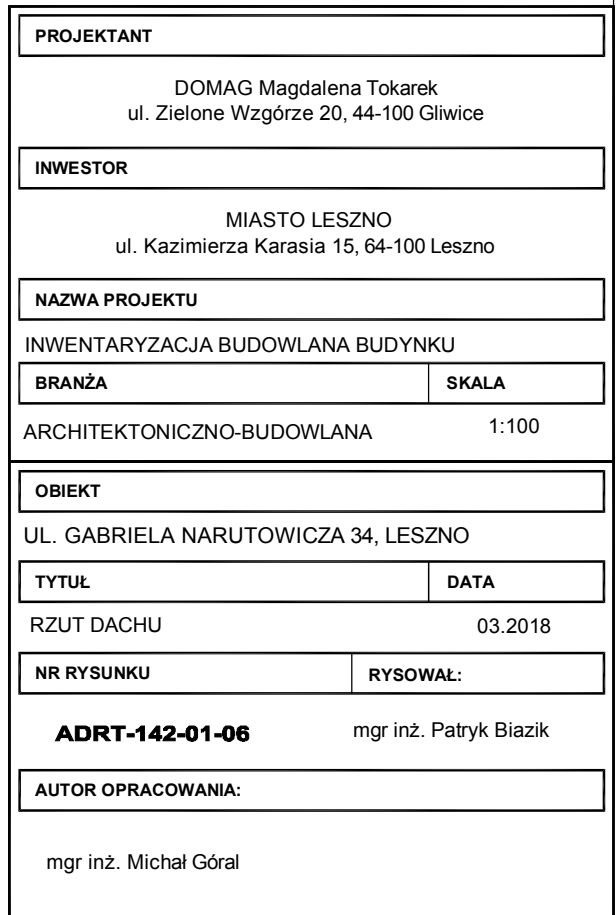 PROJEKTANT
DOMAG Magdalena Tokarek
ul. Zielone Wzgórze 20, 44-100 Gliwice
INWESTOR
MIASTO LESZNO
ul. Kazimierza Karasia 15, 64-100 Leszno
NAZWA PROJEKTU
INWENTARYZACJA BUDOWLANA BUDYNKU
BRANŻA SKALA
ARCHITEKTONICZNO-BUDOWLANA 1:100
OBIEKT
UL. GABRIELA NARUTOWICZA 34, LESZNO
TYTUŁ DATA
RZUT DACHU 03.2018
NR RYSUNKU RYSOWAŁ:
ADRT-142-01-06 mgr inż. Patryk Biazik
AUTOR OPRACOWANIA:
mgr inż. Michał Góral